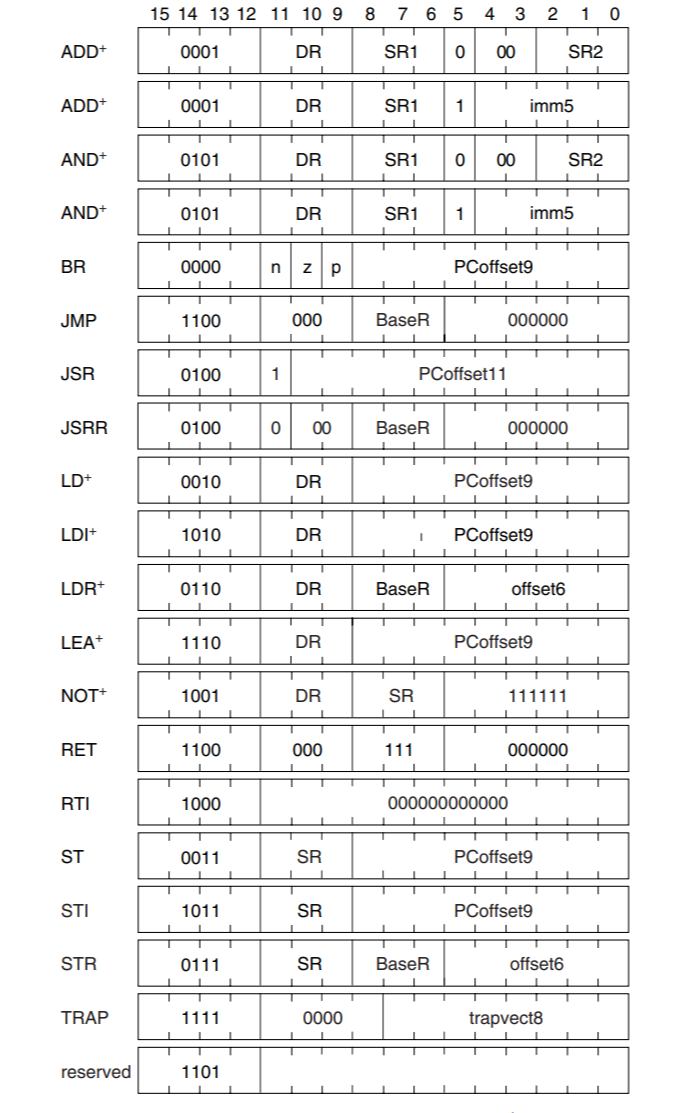 15 14 13 12 11 10 9 8 7 6 5 4 3 2 1 0
ADD+ 0001 DR SR1 0 00 SR2
ADD+ 0001 DR SR1 1 imm5
AND+ 0101 DR SR1 0 00 SR2
AND+ 0101 DR SR1 1 imm5
BR 0000 n z p PCoffset9
JMP 1100 000 BaseR 000000
JSR 0100 1 PCoffset11
JSRR 0100 0 00 BaseR 000000
LD+ 0010 DR PCoffset9
LDI+ 1010 DR PCoffset9
LDR+ 0110 DR BaseR offset6
LEA+ 1110 DR PCoffset9
NOT+ 1001 DR SR 111111
RET 1100 000 111 000000
RTI 1000 000000000000
ST 0011 SR PCoffset9
STI 1011 SR PCoffset9
STR 0111 SR BaseR offset6
TRAP 1111 0000 trapvect8
reserved 1101